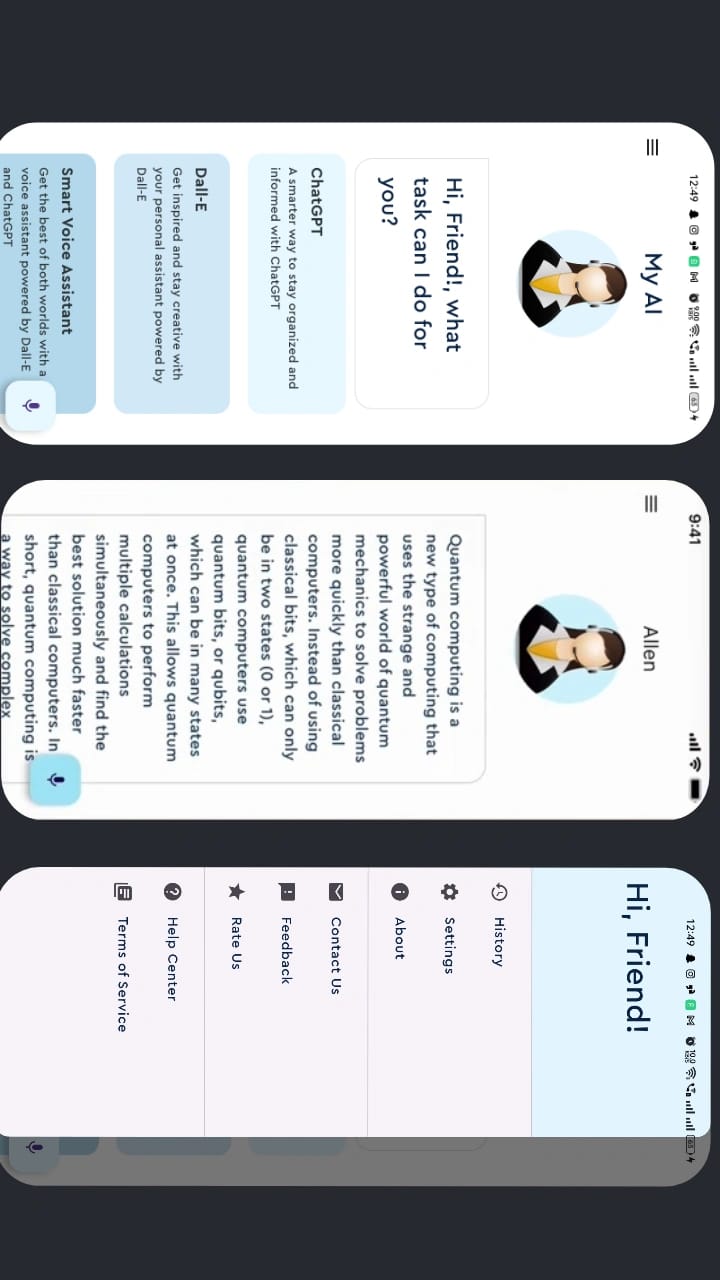 12:49
9.00
KB/S
63
My AI
Hi, Friend!, what
task can I do for
you?
ChatGPT
A smarter way to stay organized and
informed with ChatGPT
Dall-E
Get inspired and stay creative with
your personal assistant powered by
Dall-E
Smart Voice Assistant
Get the best of both worlds with a
voice assistant powered by Dall-E
and ChatGPT
9:41
Allen
Quantum computing is a
new type of computing that
uses the strange and
powerful world of quantum
mechanics to solve problems
more quickly than classical
computers. Instead of using
classical bits, which can only
be in two states (0 or 1),
quantum computers use
quantum bits, or qubits,
which can be in many states
at once. This allows quantum
computers to perform
multiple calculations
simultaneously and find the
best solution much faster
than classical computers. In
short, quantum computing is
a way to solve complex
12:49
10.0
KB/S
63
Hi, Friend!
History
Settings
About
Contact Us
Feedback
Rate Us
Help Center
Terms of Service